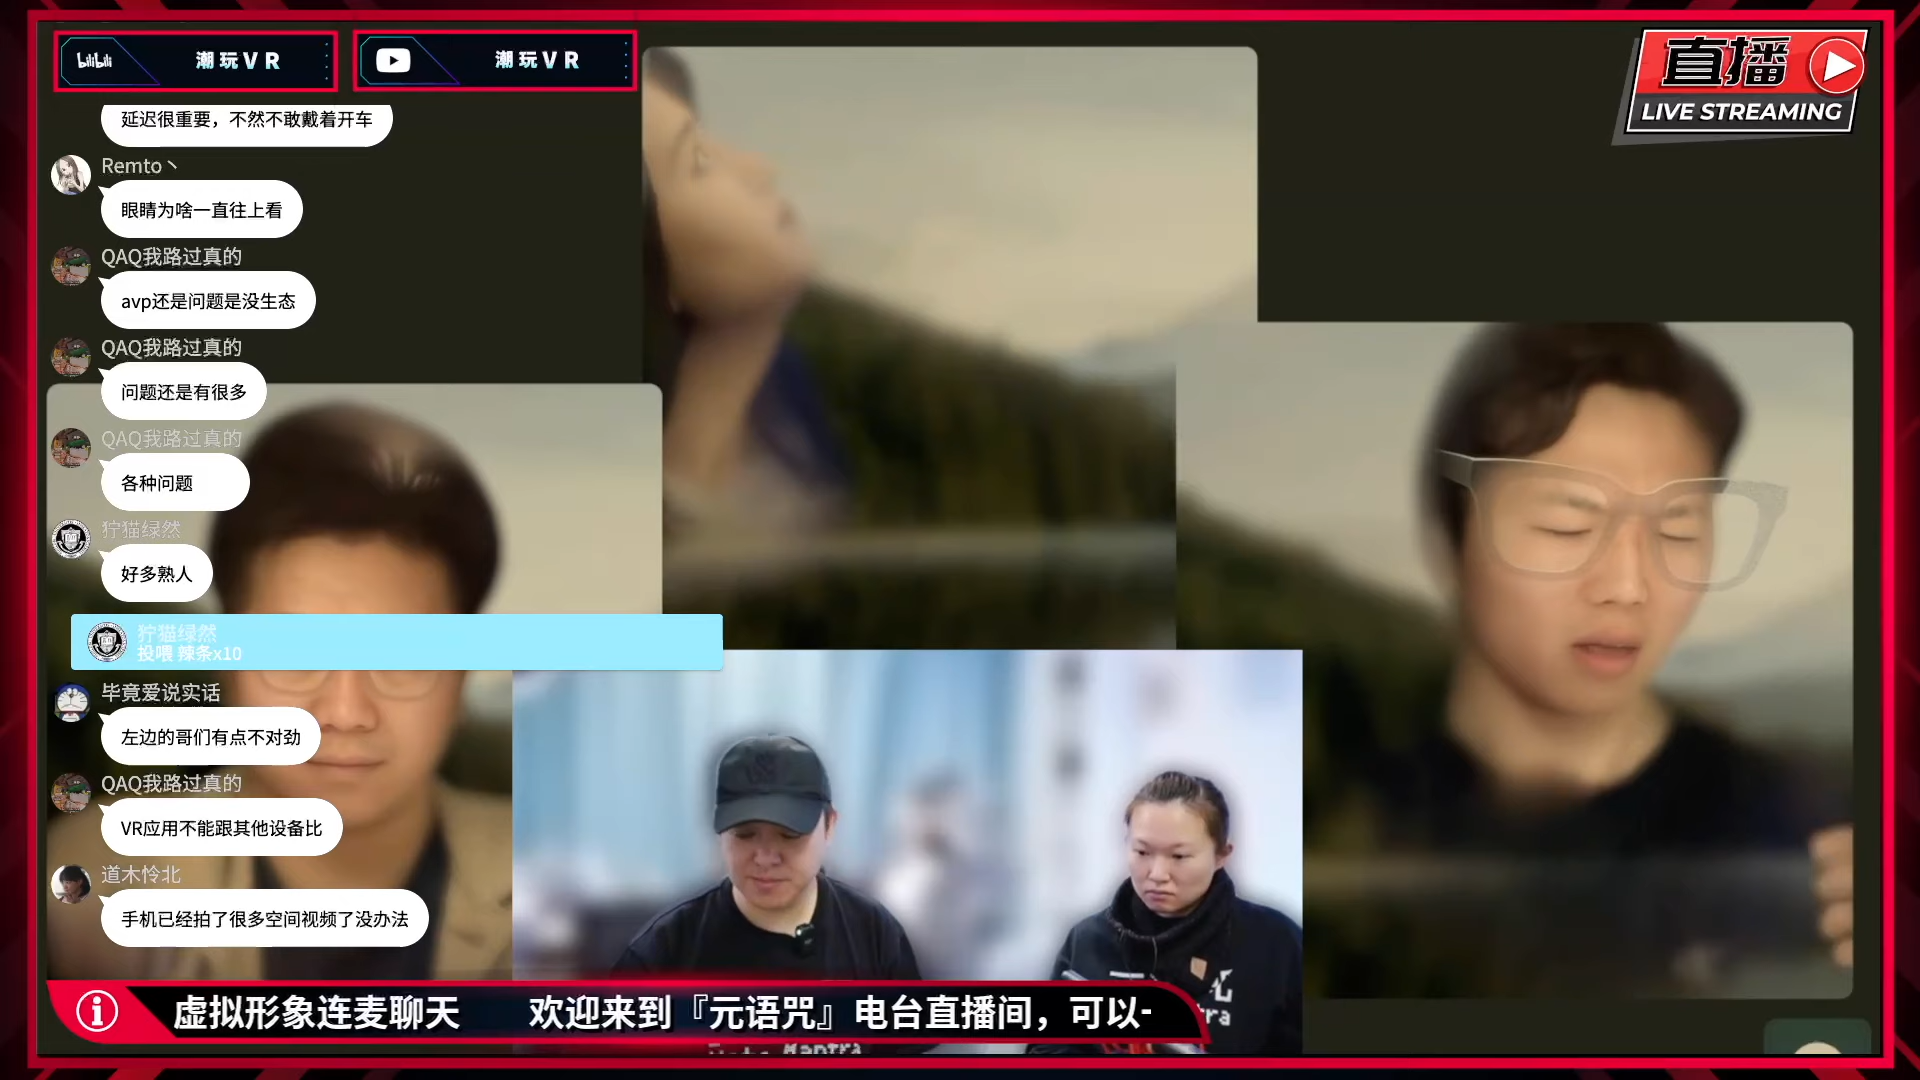 bilibili
潮玩VR
潮玩VR
直播
LIVE STREAMING
延迟很重要，不然不敢戴着开车
Remto丶
眼睛为啥一直往上看
QAQ我路过真的
avp还是问题是没生态
QAQ我路过真的
问题还是有很多
QAQ我路过真的
各种问题
狞猫绿然
好多熟人
狞猫绿然
投喂 辣条x10
毕竟爱说实话
左边的哥们有点不对劲
QAQ我路过真的
VR应用不能跟其他设备比
道木怜北
手机已经拍了很多空间视频了没办法
虚拟形象连麦聊天 欢迎来到『元语咒』电台直播间，可以